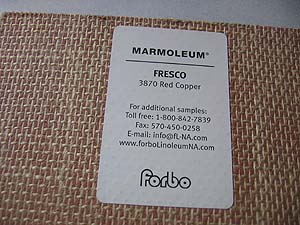 MARMOLEUM®
FRESCO
3870 Red Copper
For additional samples:
Toll free: 1-800-842-7839
Fax: 570-450-0258
E-mail: info@fL-NA.com
www.forboLinoleumNA.com
forbo